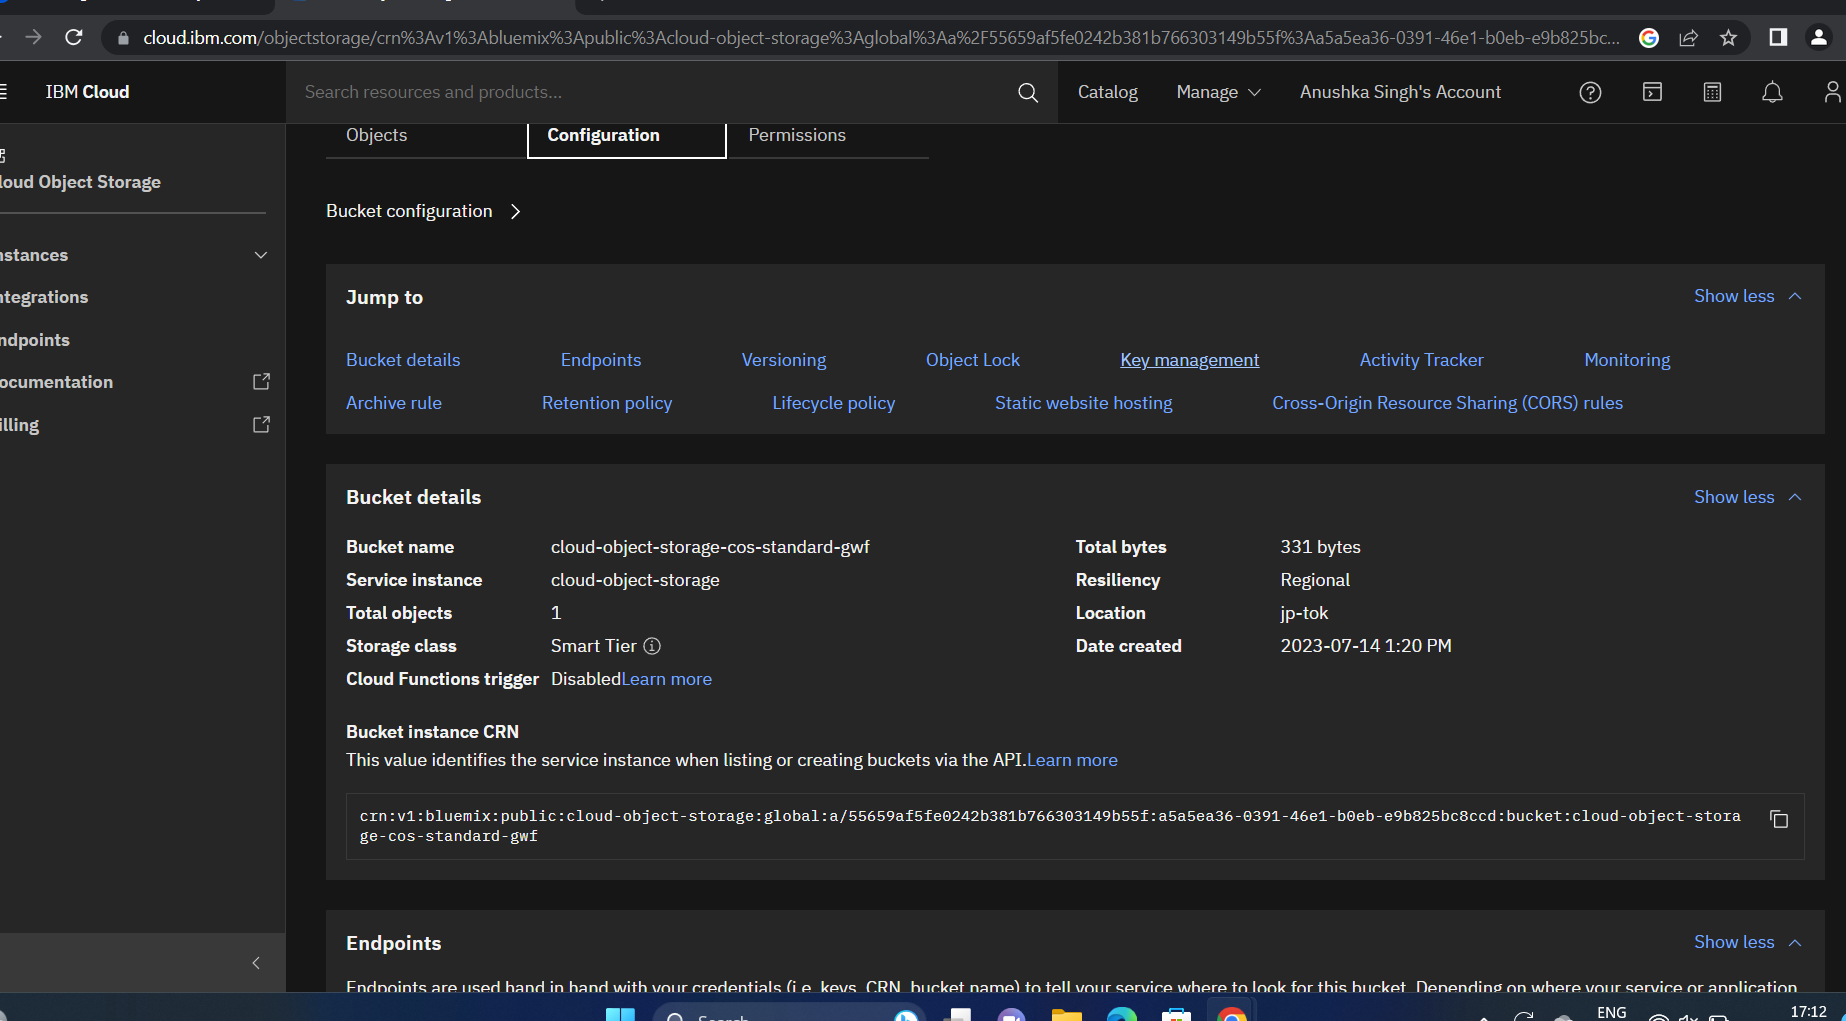 cloud.ibm.com/objectstorage/crn%3Av1%3Abluemix%3Apublic%3Acloud-object-storage%3Aglobal%3Aa%2F55659af5fe0242b381b766303149b55f%3Aa5a5ea36-0391-46e1-b0eb-e9b825bc...
IBM Cloud
Search resources and products...
Catalog
Manage
Anushka Singh's Account
Objects
Configuration
Permissions
loud Object Storage
nstances
ntegrations
ndpoints
ocumentation
illing
Bucket configuration
Jump to
Show less
Bucket details
Endpoints
Versioning
Object Lock
Key management
Activity Tracker
Monitoring
Archive rule
Retention policy
Lifecycle policy
Static website hosting
Cross-Origin Resource Sharing (CORS) rules
Bucket details
Show less
Bucket name cloud-object-storage-cos-standard-gwf
Service instance cloud-object-storage
Total objects 1
Storage class Smart Tier
Cloud Functions trigger DisabledLearn more
Total bytes 331 bytes
Resiliency Regional
Location jp-tok
Date created 2023-07-14 1:20 PM
Bucket instance CRN
This value identifies the service instance when listing or creating buckets via the API.Learn more
crn:v1:bluemix:public:cloud-object-storage:global:a/55659af5fe0242b381b766303149b55f:a5a5ea36-0391-46e1-b0eb-e9b825bc8ccd:bucket:cloud-object-stora
ge-cos-standard-gwf
Endpoints
Show less
Endpoints are used hand in hand with your credentials (i.e. keys, CRN, bucket name) to tell your service where to look for this bucket. Depending on where your service or application
Search
ENG
17:12